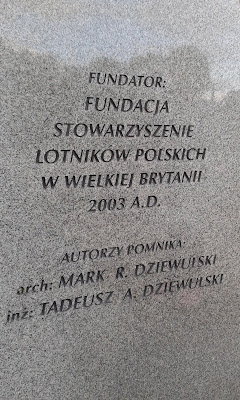 FUNDATOR:
FUNDACJA
STOWARZYSZENIE
LOTNIKÓW POLSKICH
W WIELKIEJ BRYTANII
2003 A.D.
AUTORZY POMNIKA:
arch: MARK R. DZIEWULSKI
inż: TADEUSZ A. DZIEWULSKI